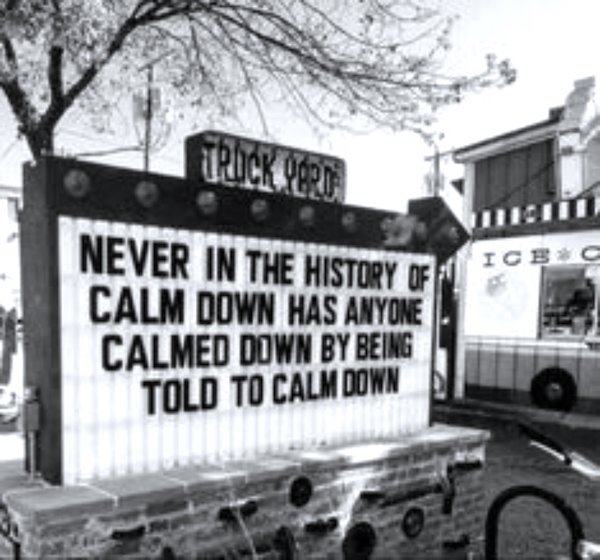 TRUCK YARD
NEVER IN THE HISTORY OF
CALM DOWN HAS ANYONE
CALMED DOWN BY BEING
TOLD TO CALM DOWN
ICE